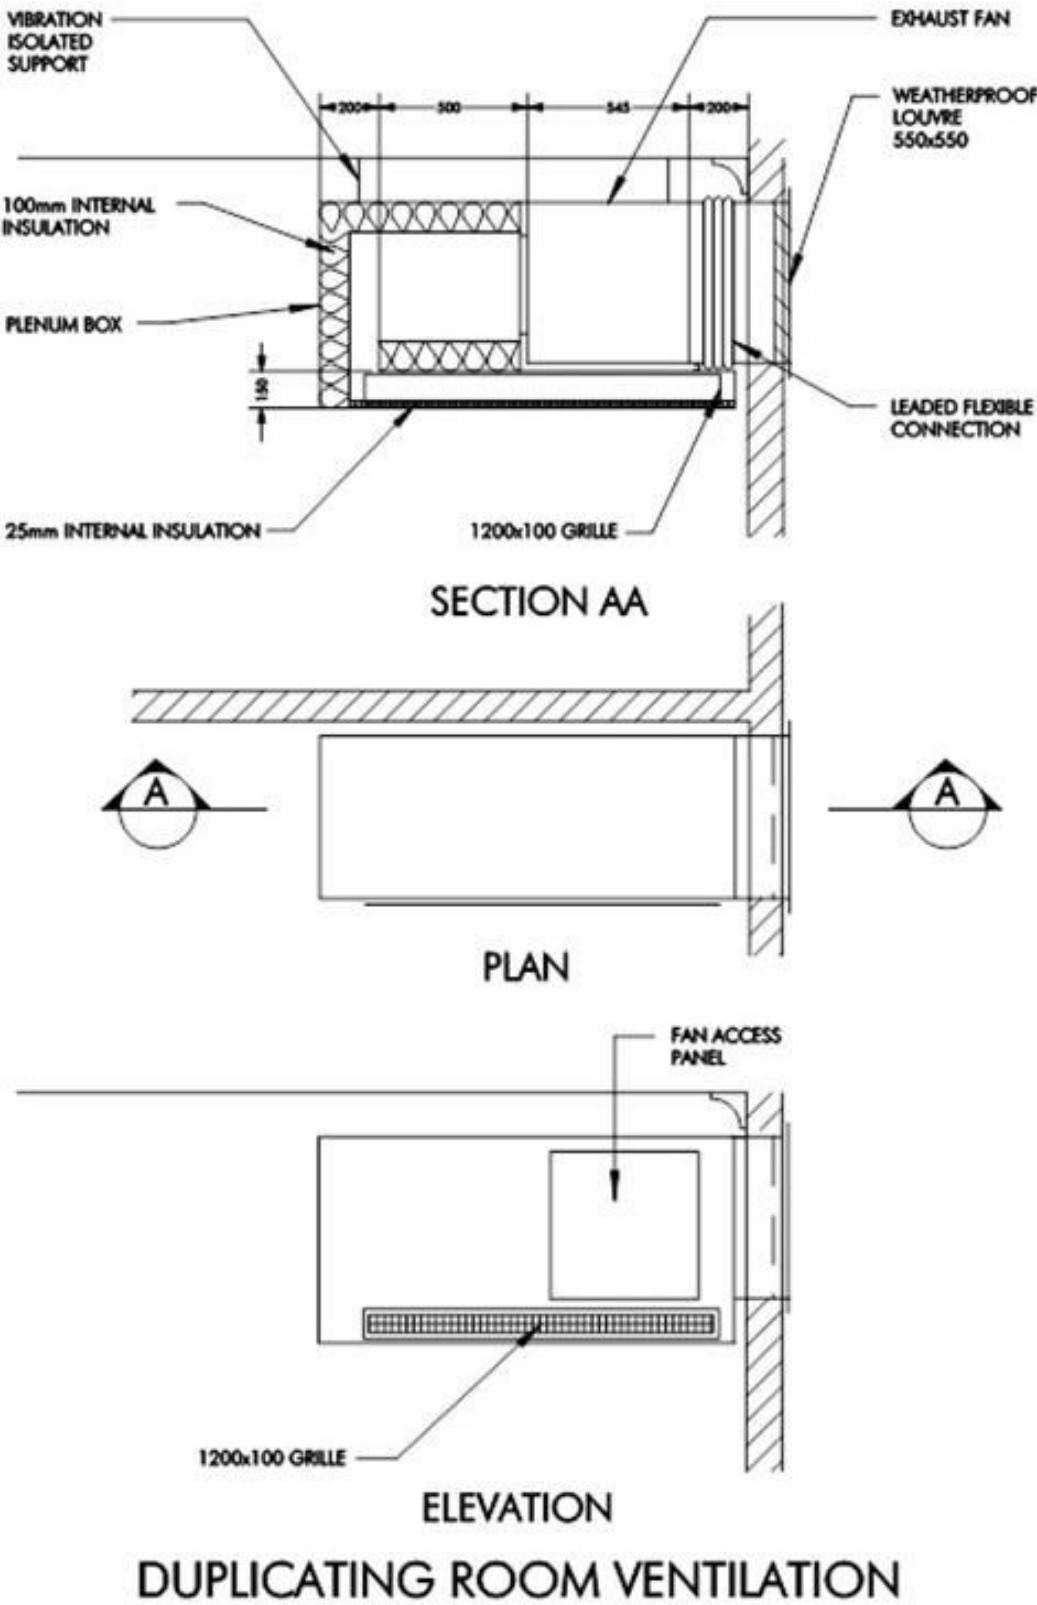 VIBRATION
ISOLATED
SUPPORT
EXHAUST FAN
WEATHERPROOF
LOUVRE
550x550
200
500
545
200
100mm INTERNAL
INSULATION
PLENUM BOX
150
LEADED FLEXIBLE
CONNECTION
25mm INTERNAL INSULATION
1200x100 GRILLE
SECTION AA
A
A
PLAN
FAN ACCESS
PANEL
1200x100 GRILLE
ELEVATION
DUPLICATING ROOM VENTILATION